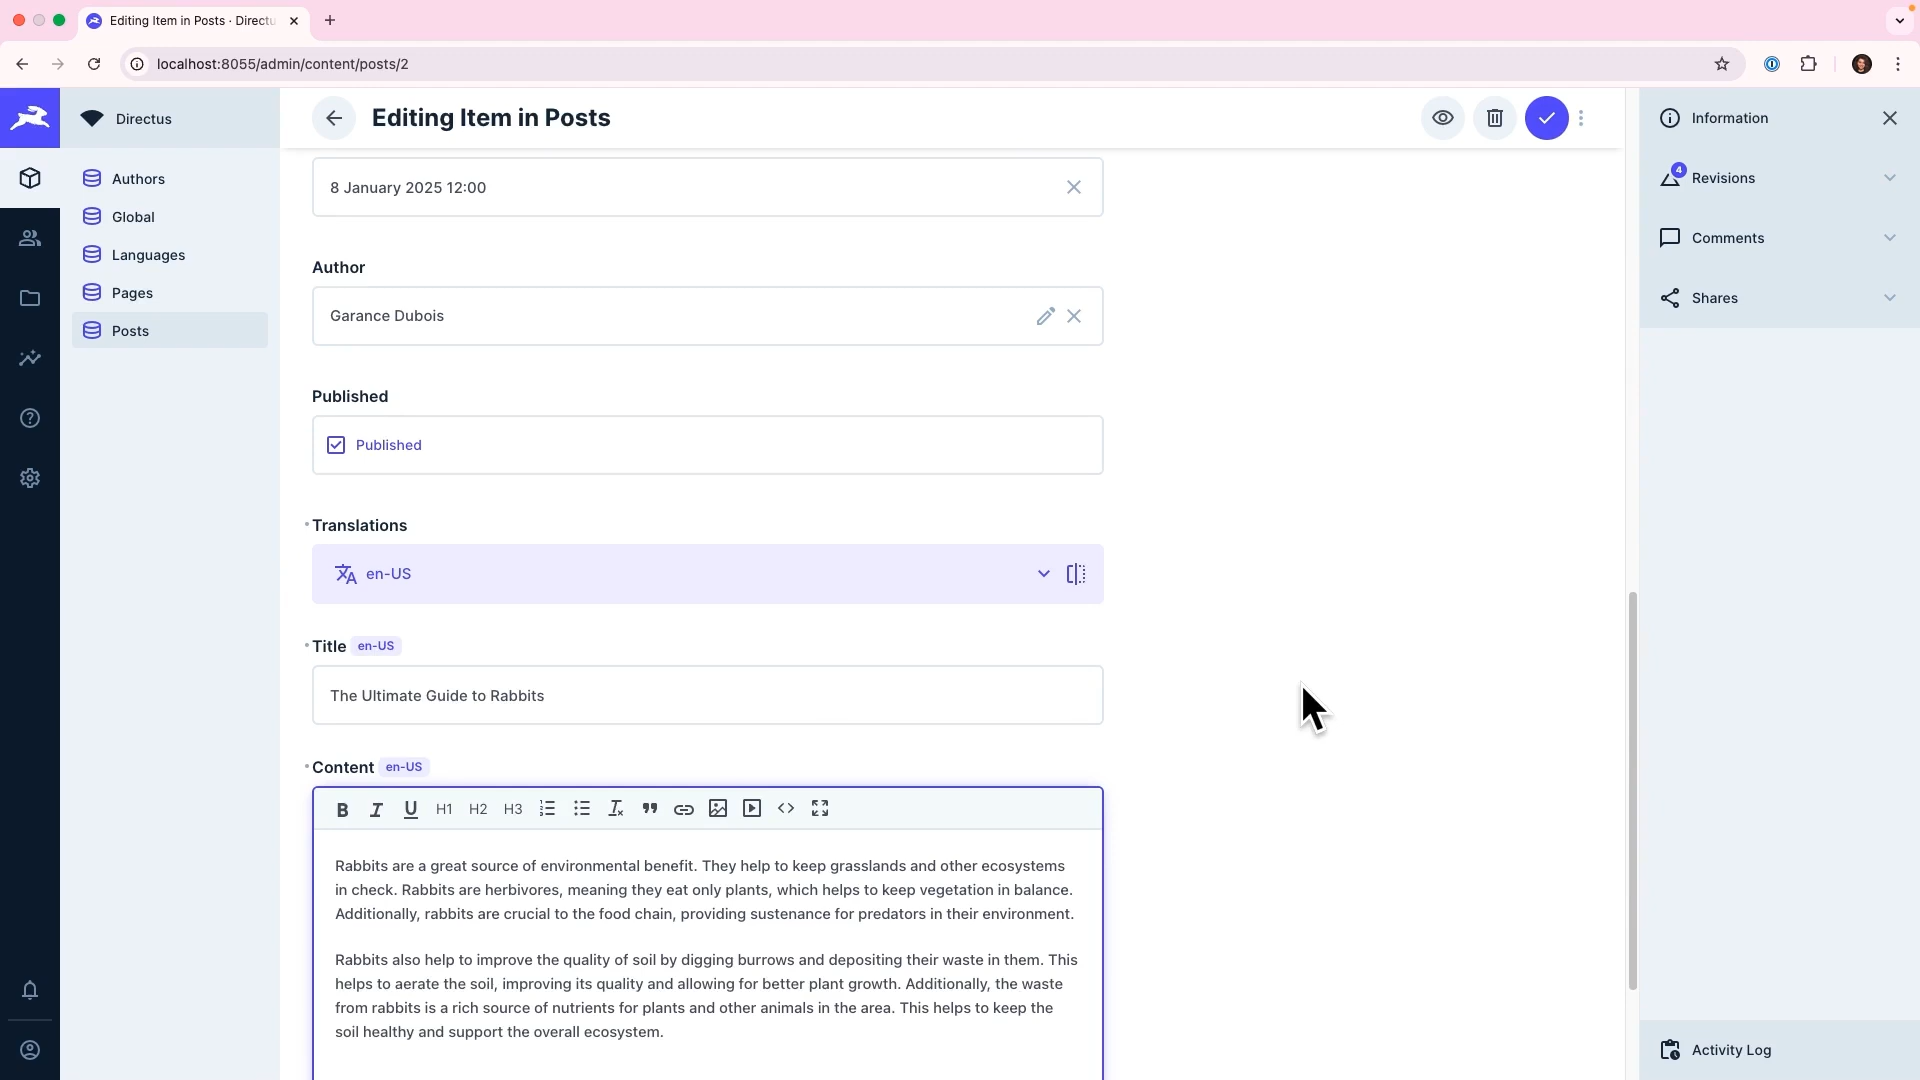 Editing Item in Posts · Directu
localhost:8055/admin/content/posts/2
Directus
Authors
Global
Languages
Pages
Posts
Editing Item in Posts
8 January 2025 12:00
Author
Garance Dubois
Published
Published
Translations
en-US
Title en-US
The Ultimate Guide to Rabbits
Content en-US
B I U H1 H2 H3
Rabbits are a great source of environmental benefit. They help to keep grasslands and other ecosystems
in check. Rabbits are herbivores, meaning they eat only plants, which helps to keep vegetation in balance.
Additionally, rabbits are crucial to the food chain, providing sustenance for predators in their environment.
Rabbits also help to improve the quality of soil by digging burrows and depositing their waste in them. This
helps to aerate the soil, improving its quality and allowing for better plant growth. Additionally, the waste
from rabbits is a rich source of nutrients for plants and other animals in the area. This helps to keep the
soil healthy and support the overall ecosystem.
Information
4
Revisions
Comments
Shares
Activity Log